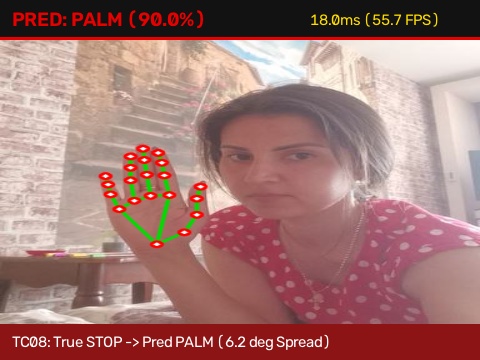 PRED: PALM (90.0%)
18.0ms (55.7 FPS)
TC08: True STOP -> Pred PALM (6.2 deg Spread)